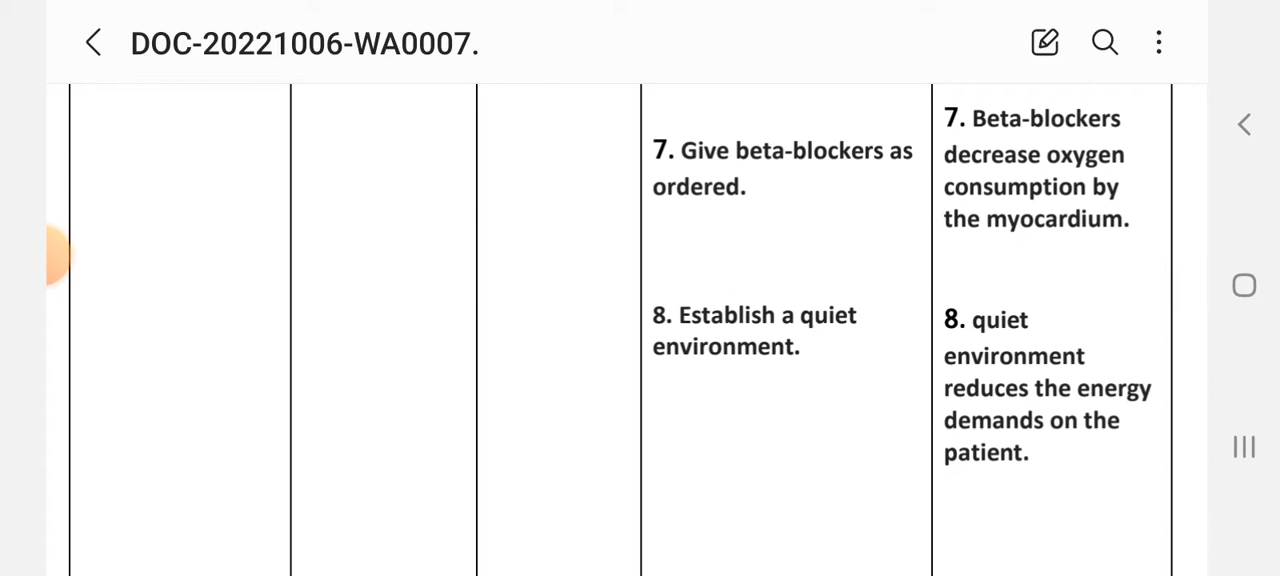 DOC-20221006-WA0007.
7. Give beta-blockers as
ordered.
8. Establish a quiet
environment.
7. Beta-blockers
decrease oxygen
consumption by
the myocardium.
8. quiet
environment
reduces the energy
demands on the
patient.